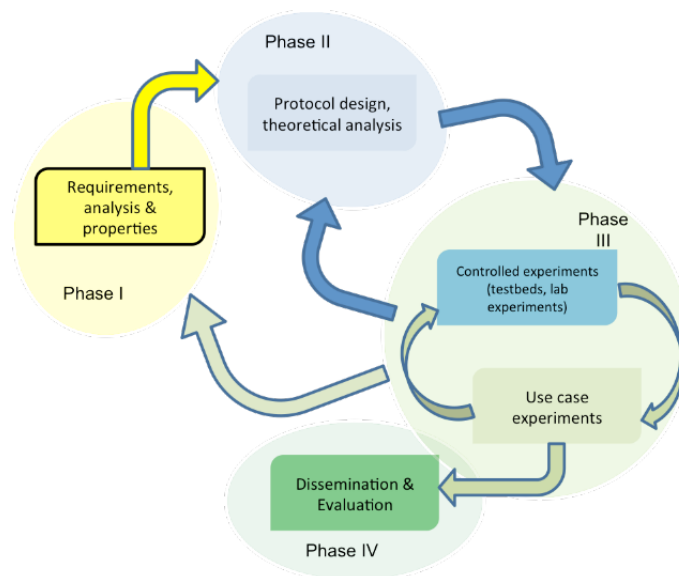 Phase II
Protocol design,
theoretical analysis
Requirements,
analysis &
properties
Phase I
Phase
III
Controlled experiments
(testbeds, lab
experiments)
Use case
experiments
Dissemination &
Evaluation
Phase IV